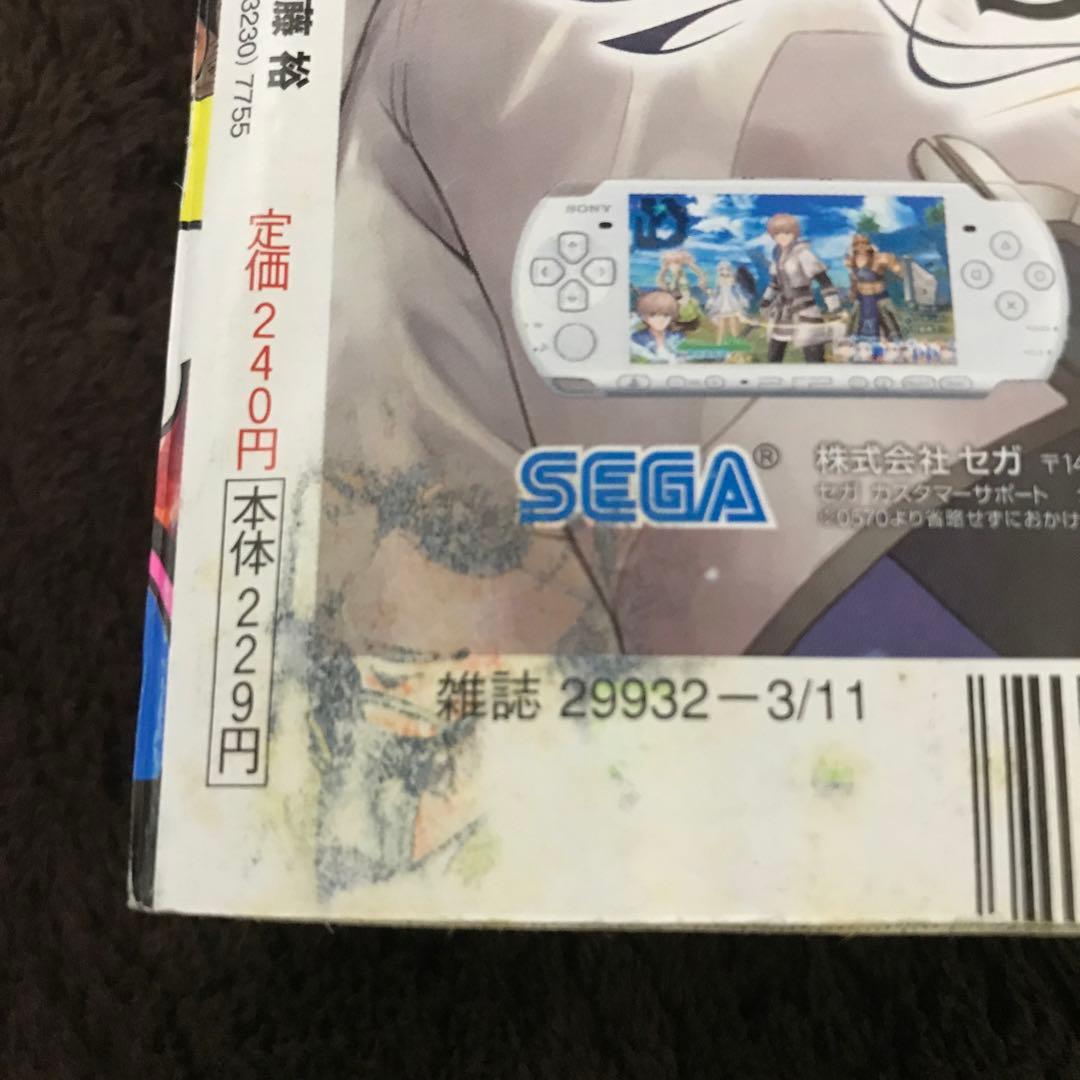 藤 裕
3230) 7755
定価240円
本体229円
SONY
SEGA®
株式会社 セガ 〒14
セガ カスタマーサポート
※0570より省略せずにおかけ
雑誌 29932-3/11